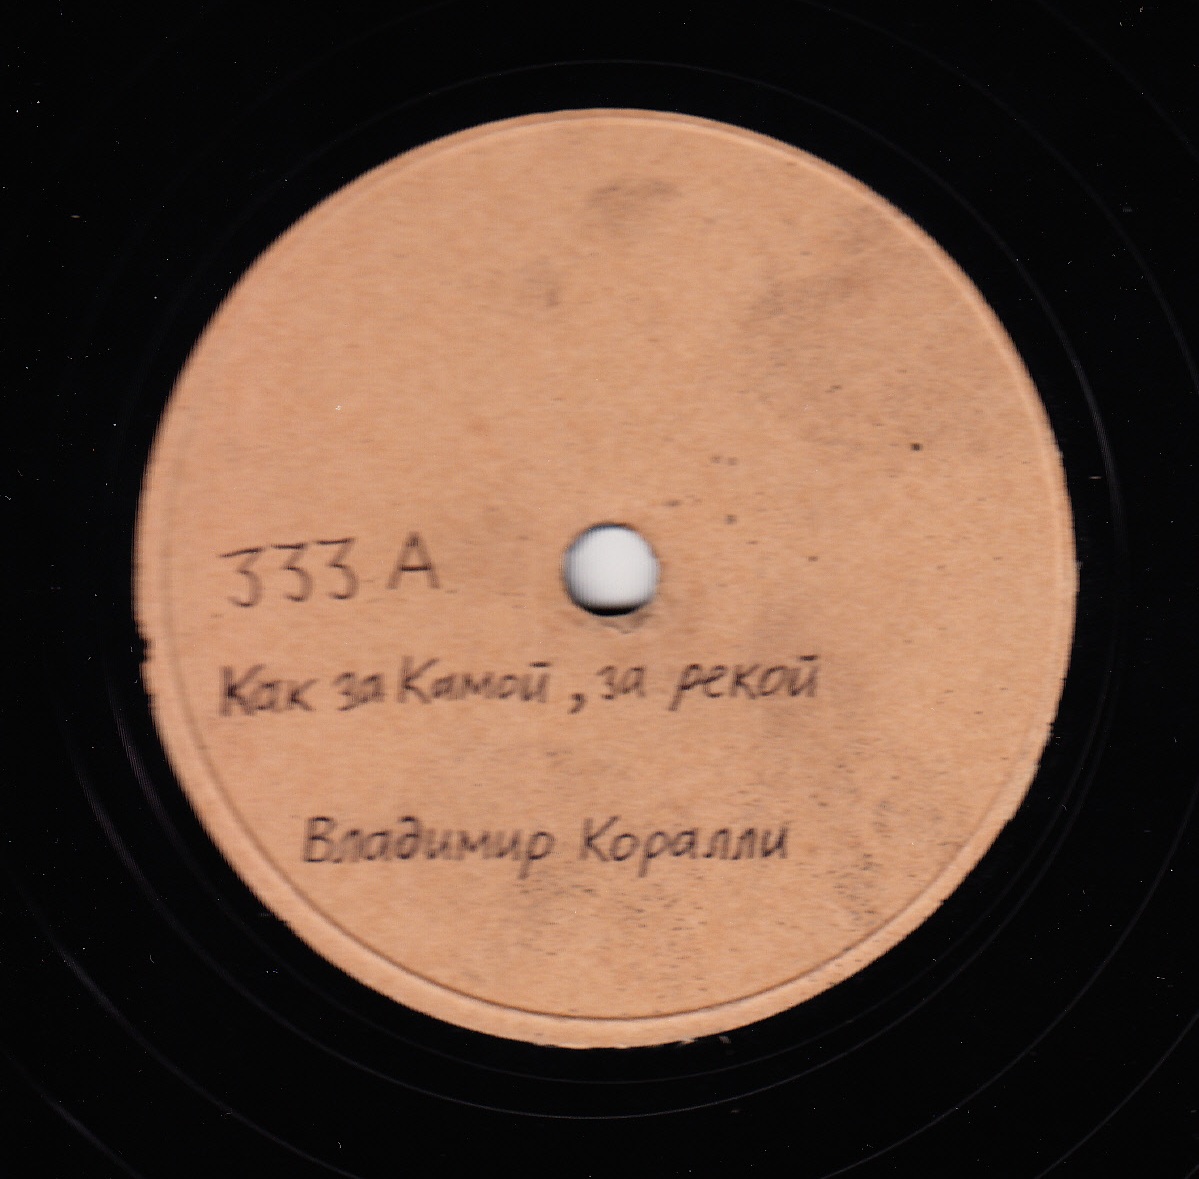 333 А
Как за Камой, за рекой
Владимир Коралли